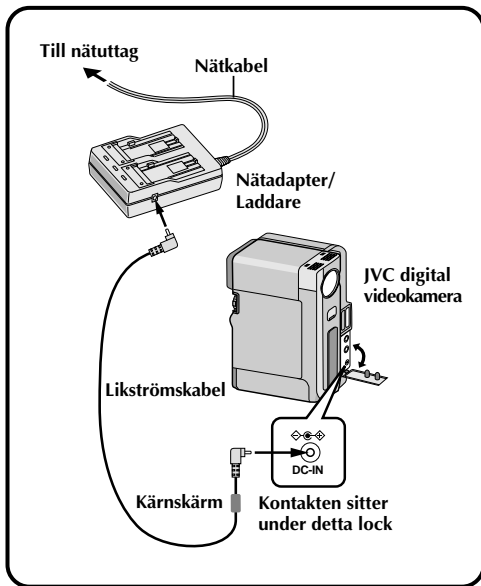 Till nätuttag
Nätkabel
Nätadapter/
Laddare
JVC digital
videokamera
Likströmskabel
DC-IN
Kärnskärm
Kontakten sitter
under detta lock